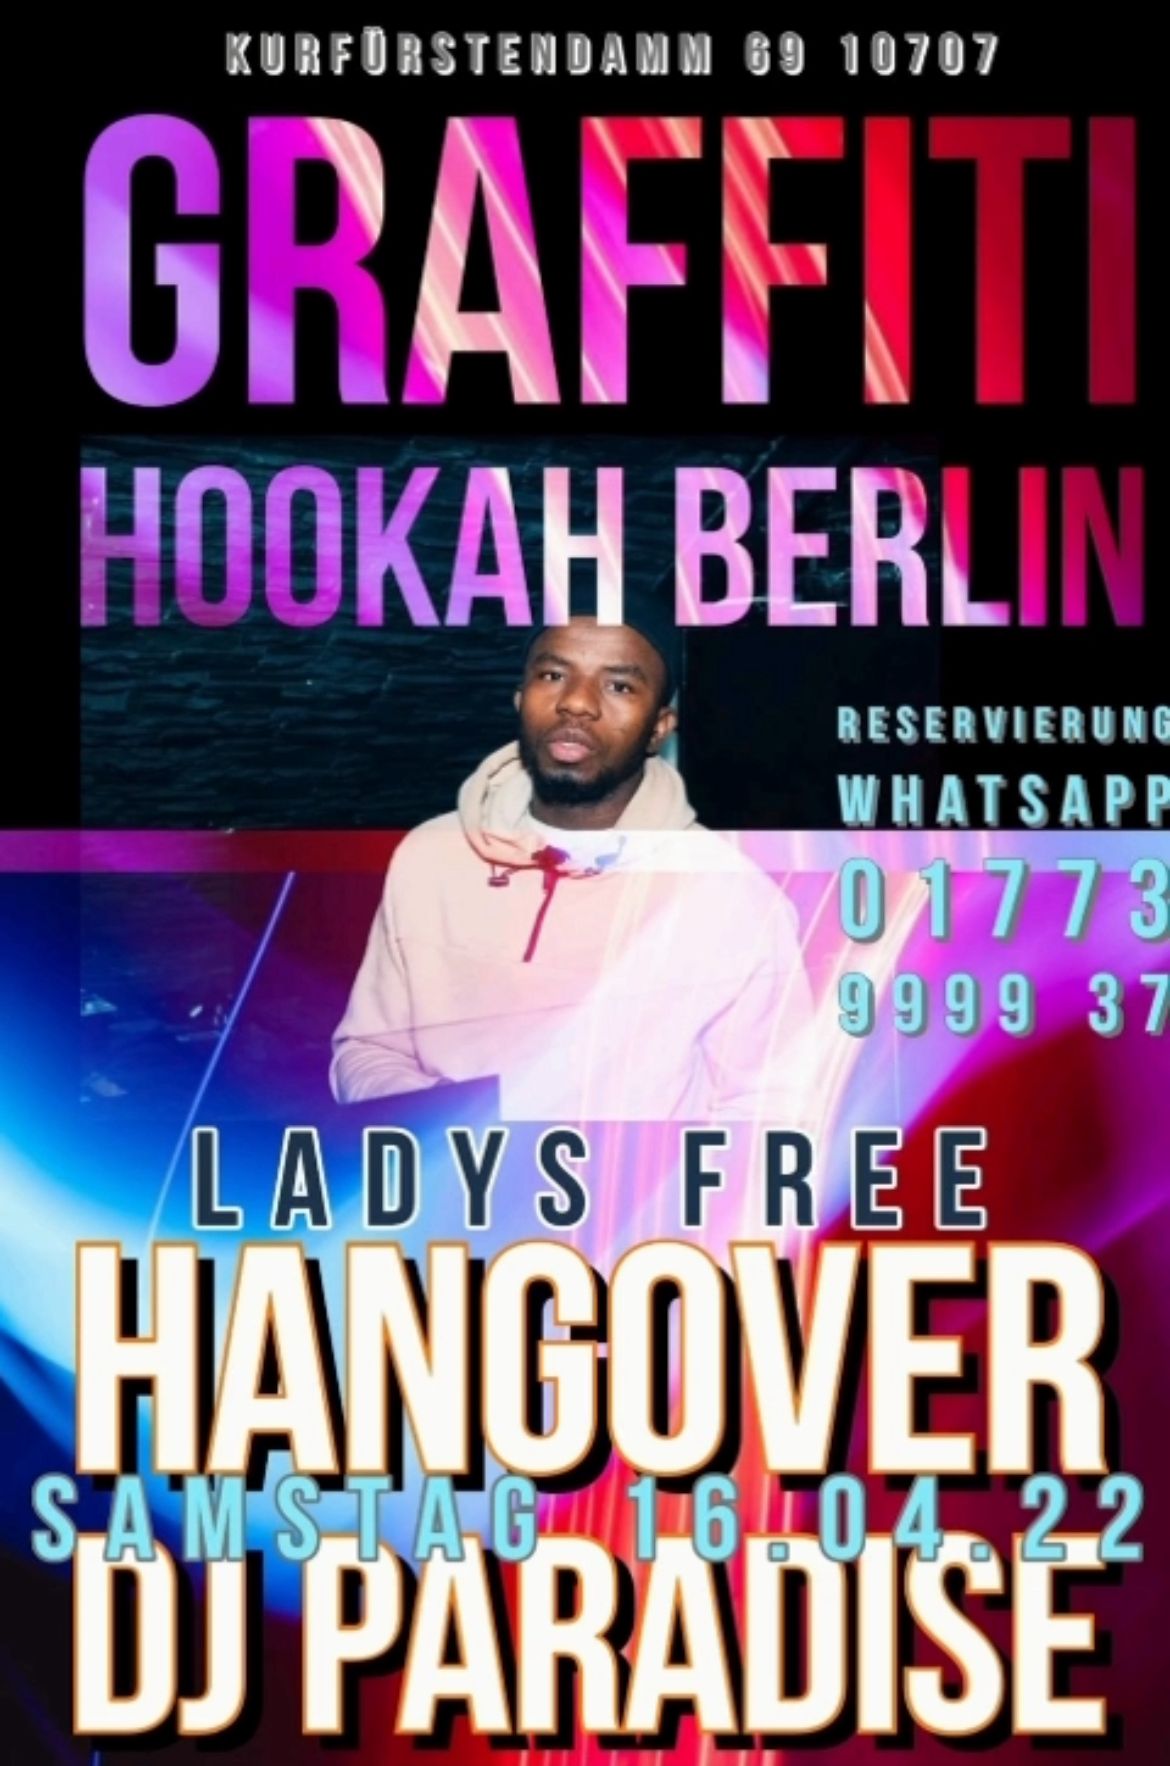 KURFÜRSTENDAMM 69 10707
GRAFFITI
HOOKAH BERLIN
RESERVIERUNG
WHATSAPP
01773
9999 37
LADYS FREE
HANGOVER
SAMSTAG 16.04.22
DJ PARADISE